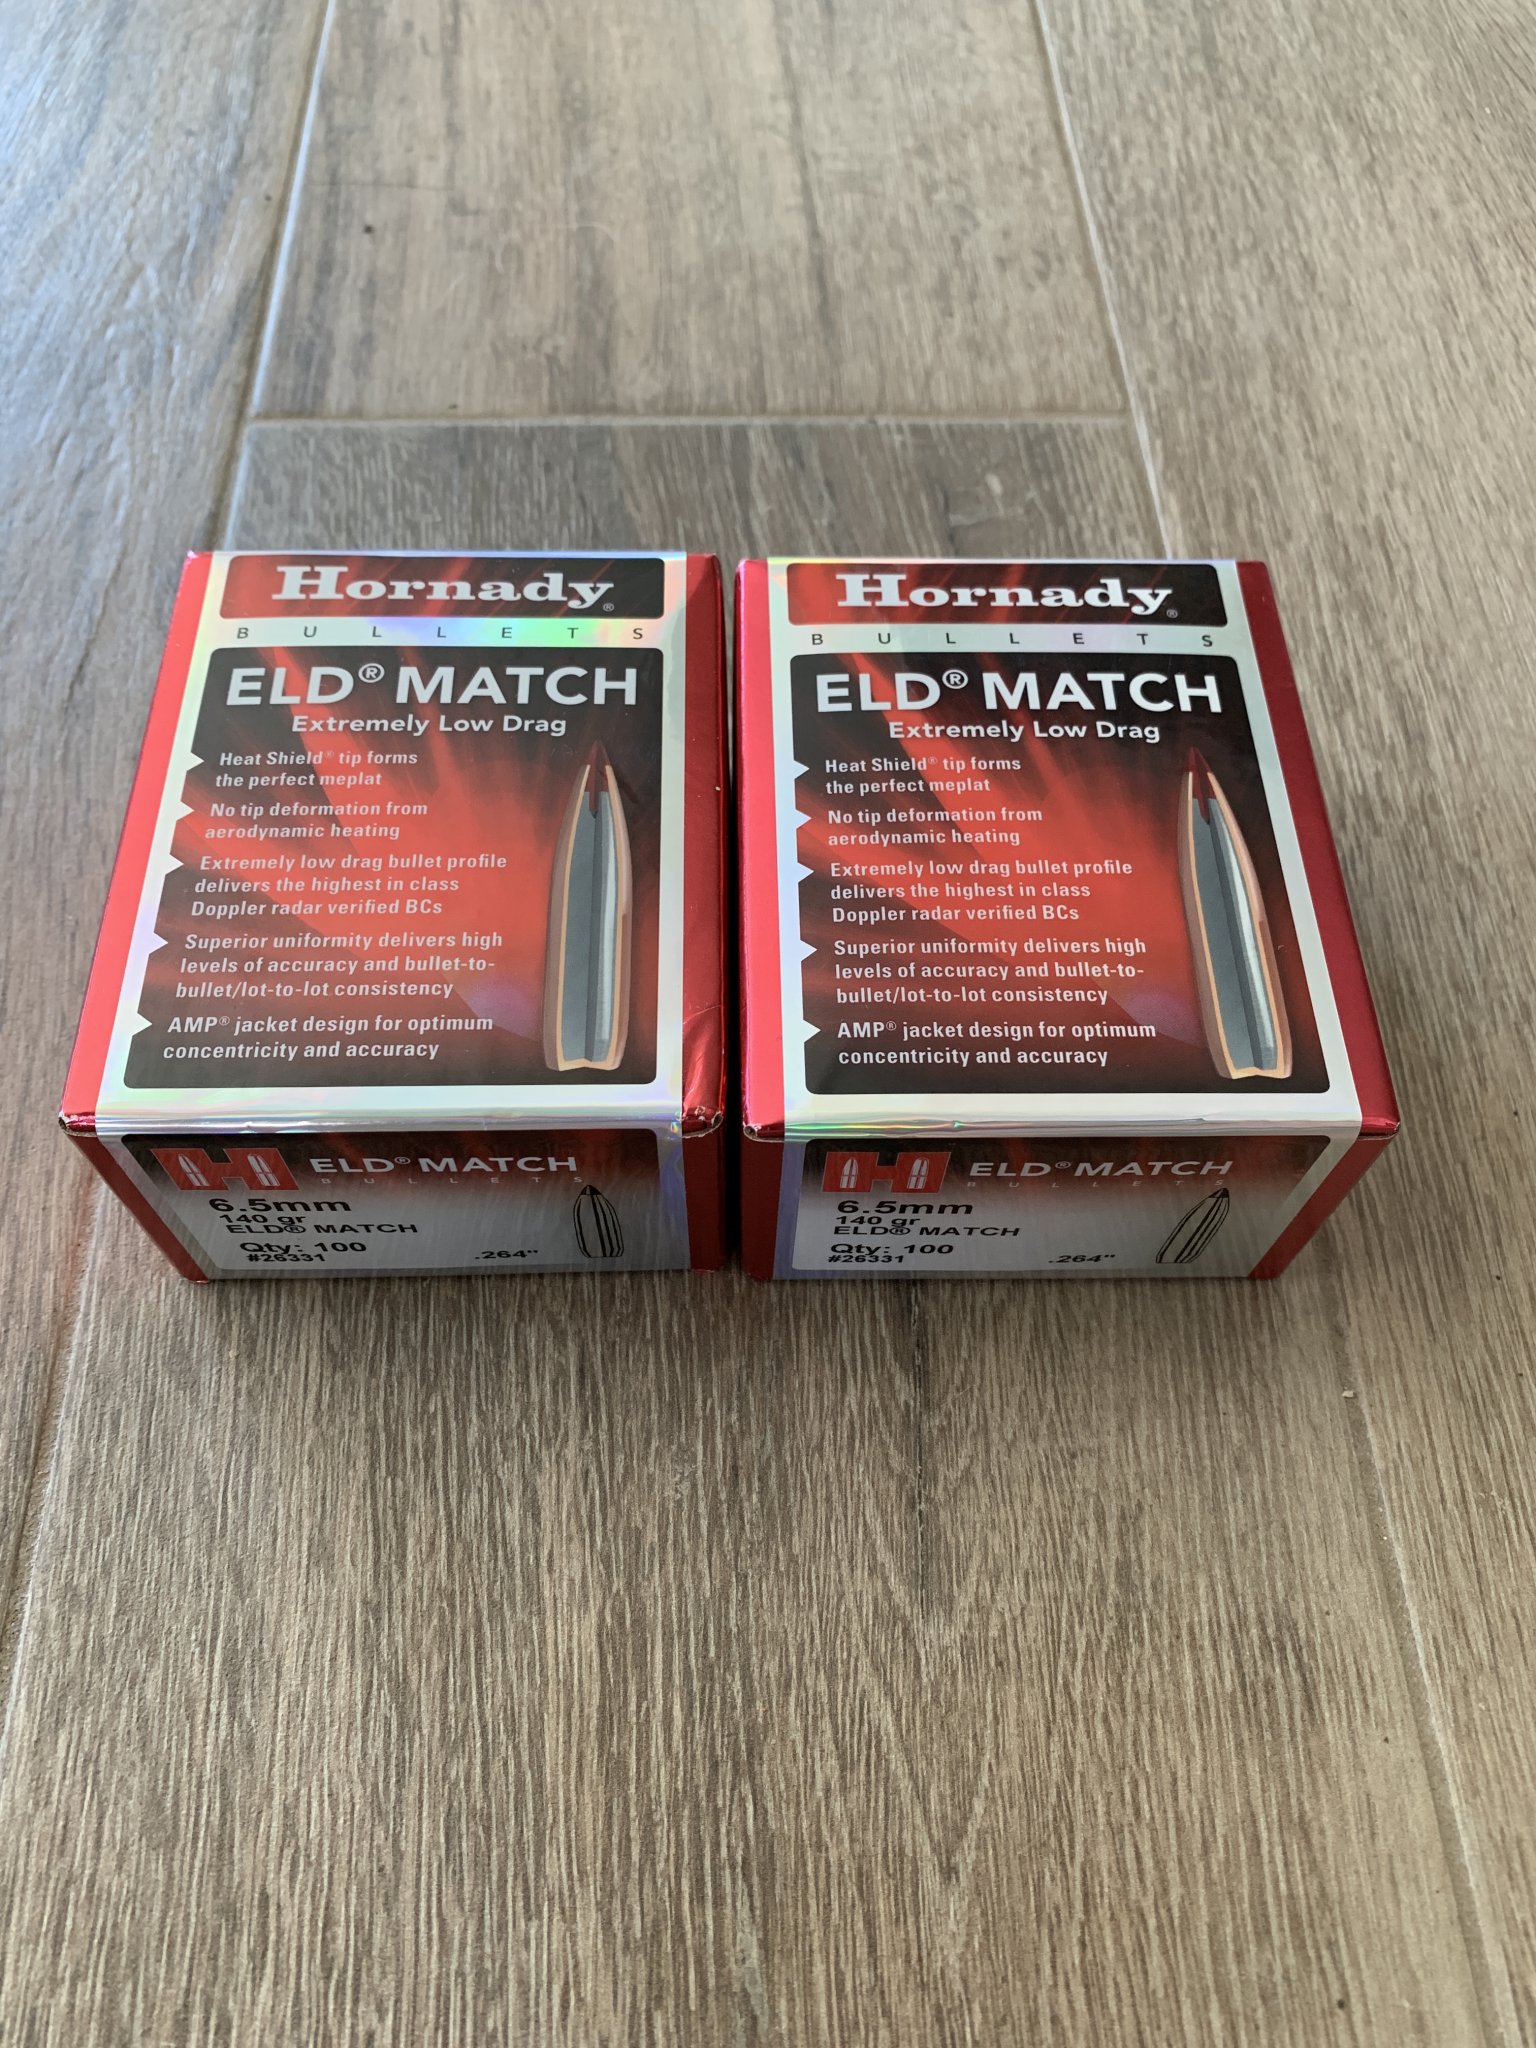 Hornady®
BULLETS
ELD® MATCH
Extremely Low Drag
Heat Shield® tip forms
the perfect meplat
No tip deformation from
aerodynamic heating
Extremely low drag bullet profile
delivers the highest in class
Doppler radar verified BCs
Superior uniformity delivers high
levels of accuracy and bullet-to-
bullet/lot-to-lot consistency
AMP® jacket design for optimum
concentricity and accuracy
H ELD® MATCH
BULLETS
6.5mm
140 gr
ELD® MATCH
Qty: 100
#26331 .264"
Hornady®
BULLETS
ELD® MATCH
Extremely Low Drag
Heat Shield® tip forms
the perfect meplat
No tip deformation from
aerodynamic heating
Extremely low drag bullet profile
delivers the highest in class
Doppler radar verified BCs
Superior uniformity delivers high
levels of accuracy and bullet-to-
bullet/lot-to-lot consistency
AMP® jacket design for optimum
concentricity and accuracy
H ELD® MATCH
BULLETS
6.5mm
140 gr
ELD® MATCH
Qty: 100
#26331 .264"